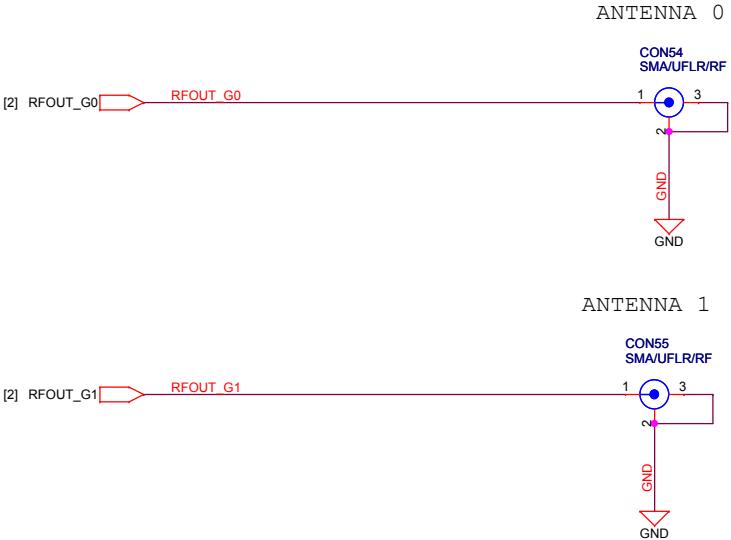 ANTENNA 0
CON54
SMA/UFLR/RF
[2] RFOUT_G0
RFOUT_G0
1
3
2
GND
GND
ANTENNA 1
CON55
SMA/UFLR/RF
[2] RFOUT_G1
RFOUT_G1
1
3
2
GND
GND